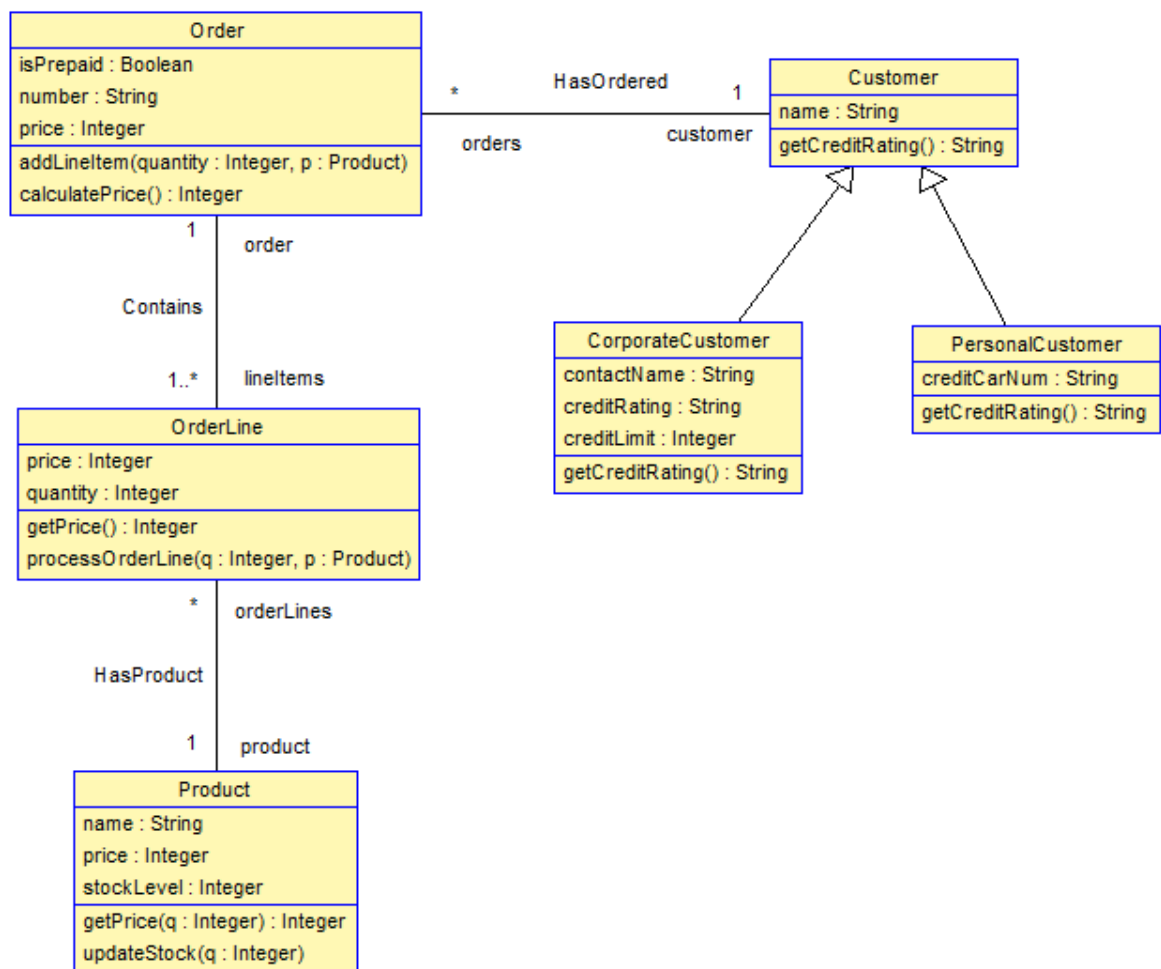 Order
isPrepaid : Boolean
number : String
price : Integer
addLineItem(quantity : Integer, p : Product)
calculatePrice() : Integer
*
HasOrdered
1
orders
customer
Customer
name : String
getCreditRating() : String
1
order
Contains
1..*
lineItems
CorporateCustomer
contactName : String
creditRating : String
creditLimit : Integer
getCreditRating() : String
PersonalCustomer
creditCarNum : String
getCreditRating() : String
OrderLine
price : Integer
quantity : Integer
getPrice() : Integer
processOrderLine(q : Integer, p : Product)
*
orderLines
HasProduct
1
product
Product
name : String
price : Integer
stockLevel : Integer
getPrice(q : Integer) : Integer
updateStock(q : Integer)